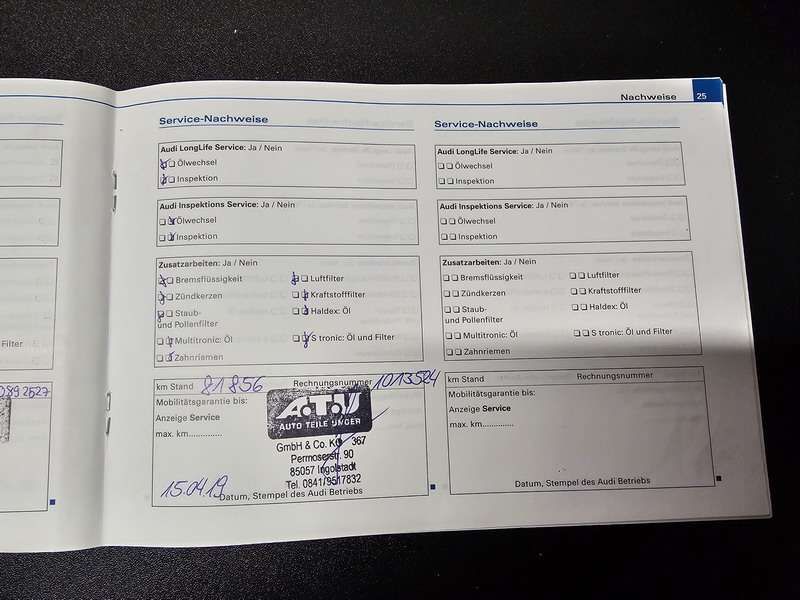 Nachweise 25
Service-Nachweise
Audi LongLife Service: Ja / Nein
Ölwechsel
Inspektion
Audi Inspektions Service: Ja / Nein
Ölwechsel
Inspektion
Zusatzarbeiten: Ja / Nein
Bremsflüssigkeit Luftfilter
Zündkerzen Kraftstofffilter
Staub- Haldex: Öl
und Pollenfilter
Multitronic: Öl S tronic: Öl und Filter
Zahnriemen
km Stand 81856 Rechnungsnummer 1013524
Mobilitätsgarantie bis:
Anzeige Service
max. km..............
ATU
AUTO TEILE UNGER
GmbH & Co. KG 367
Permoserstr. 90
85057 Ingolstadt
Tel. 0841/9517832
15.04.19
Datum, Stempel des Audi Betriebs
Service-Nachweise
Audi LongLife Service: Ja / Nein
Ölwechsel
Inspektion
Audi Inspektions Service: Ja / Nein
Ölwechsel
Inspektion
Zusatzarbeiten: Ja / Nein
Bremsflüssigkeit Luftfilter
Zündkerzen Kraftstofffilter
Staub- Haldex: Öl
und Pollenfilter
Multitronic: Öl S tronic: Öl und Filter
Zahnriemen
km Stand Rechnungsnummer
Mobilitätsgarantie bis:
Anzeige Service
max. km..............
Datum, Stempel des Audi Betriebs
Filter
0892627